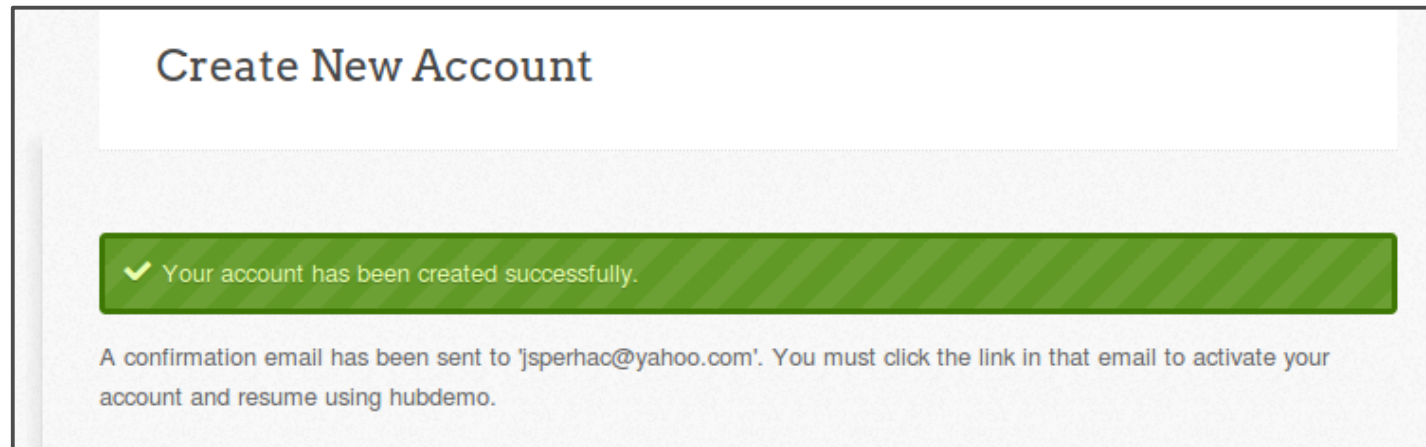 Create New Account
Your account has been created successfully.
A confirmation email has been sent to 'jsperhac@yahoo.com'. You must click the link in that email to activate your
account and resume using hubdemo.